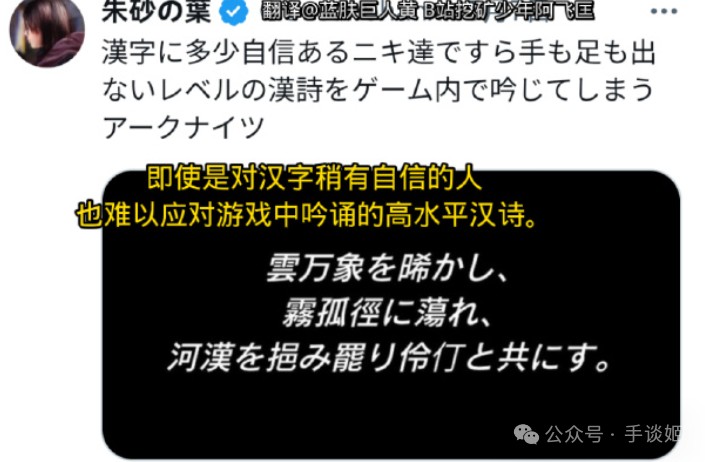 朱砂の葉
翻译@蓝肤巨人黄 B站挖矿少年阿飞匡
漢字に多少自信あるニキ達ですら手も足も出
ないレベルの漢詩をゲーム内で吟じてしまう
アークナイツ
即使是对汉字稍有自信的人
也难以应对游戏中吟诵的高水平汉诗。
雲万象を晞かし、
霧孤徑に蕩れ、
河漢を挹み罷り伶仃と共にす。
公众号·手谈姬